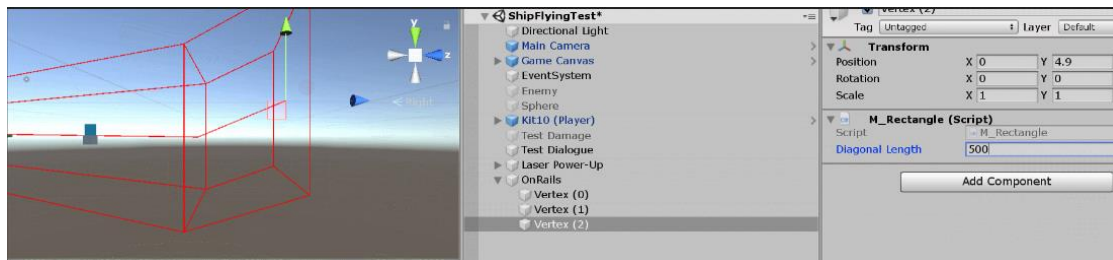 y
z
< Right
ShipFlyingTest*
Directional Light
Main Camera
Game Canvas
EventSystem
Enemy
Sphere
Kit10 (Player)
Test Damage
Test Dialogue
Laser Power-Up
OnRails
Vertex (0)
Vertex (1)
Vertex (2)
Vertex (2)
Tag Untagged Layer Default
Transform
Position X 0 Y 4.9
Rotation X 0 Y 0
Scale X 1 Y 1
M_Rectangle (Script)
Script M_Rectangle
Diagonal Length 500
Add Component